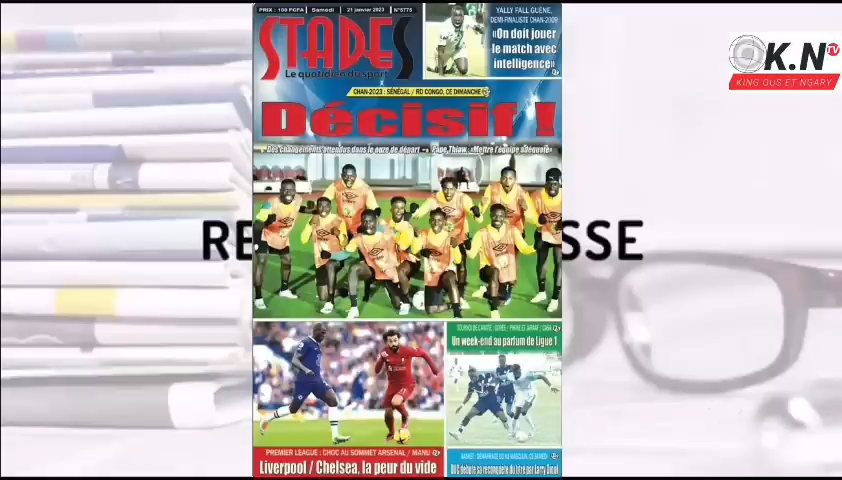 PRIX : 100 FCFA
Samedi
21 janvier 2023
N°5775
STADES
Le quotidien du sport
YALLY FALL GUÈNE,
DEMI-FINALISTE CHAN-2009
«On doit jouer
le match avec
intelligence»
K.N TV
KING OUS ET NGARY
CHAN-2023 : SÉNÉGAL / RD CONGO, CE DIMANCHE
Décisif !
Des changements attendus dans le onze de départ
Pape Thiaw : «Mettre l'équipe adéquate»
RE
SSE
PREMIER LEAGUE : CHOC AU SOMMET ARSENAL / MANU
Liverpool / Chelsea, la peur du vide
Un week-end au parfum de Ligue 1